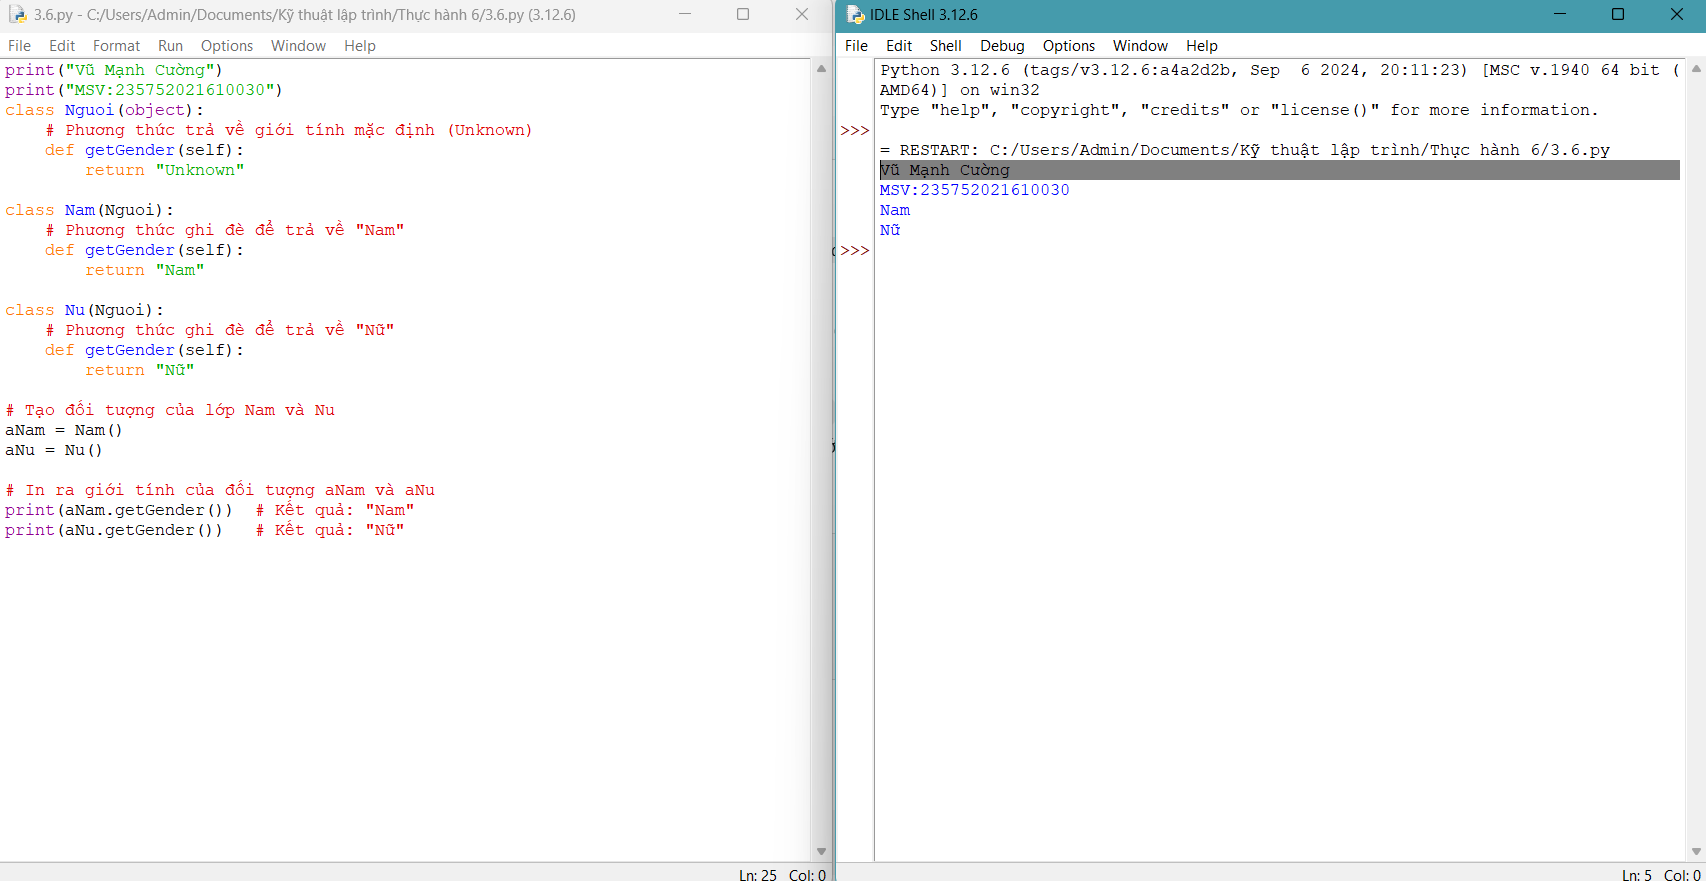 3.6.py - C:/Users/Admin/Documents/Kỹ thuật lập trình/Thực hành 6/3.6.py (3.12.6)
File Edit Format Run Options Window Help
print("Vũ Mạnh Cường")
print("MSV:235752021610030")
class Nguoi(object):
    # Phương thức trả về giới tính mặc định (Unknown)
    def getGender(self):
        return "Unknown"

class Nam(Nguoi):
    # Phương thức ghi đè để trả về "Nam"
    def getGender(self):
        return "Nam"

class Nu(Nguoi):
    # Phương thức ghi đè để trả về "Nữ"
    def getGender(self):
        return "Nữ"

# Tạo đối tượng của lớp Nam và Nu
aNam = Nam()
aNu = Nu()

# In ra giới tính của đối tượng aNam và aNu
print(aNam.getGender())  # Kết quả: "Nam"
print(aNu.getGender())   # Kết quả: "Nữ"
Ln: 25 Col: 0
IDLE Shell 3.12.6
File Edit Shell Debug Options Window Help
Python 3.12.6 (tags/v3.12.6:a4a2d2b, Sep  6 2024, 20:11:23) [MSC v.1940 64 bit (
AMD64)] on win32
Type "help", "copyright", "credits" or "license()" for more information.
>>>
= RESTART: C:/Users/Admin/Documents/Kỹ thuật lập trình/Thực hành 6/3.6.py
Vũ Mạnh Cường
MSV:235752021610030
Nam
Nữ
>>>
Ln: 5 Col: 0